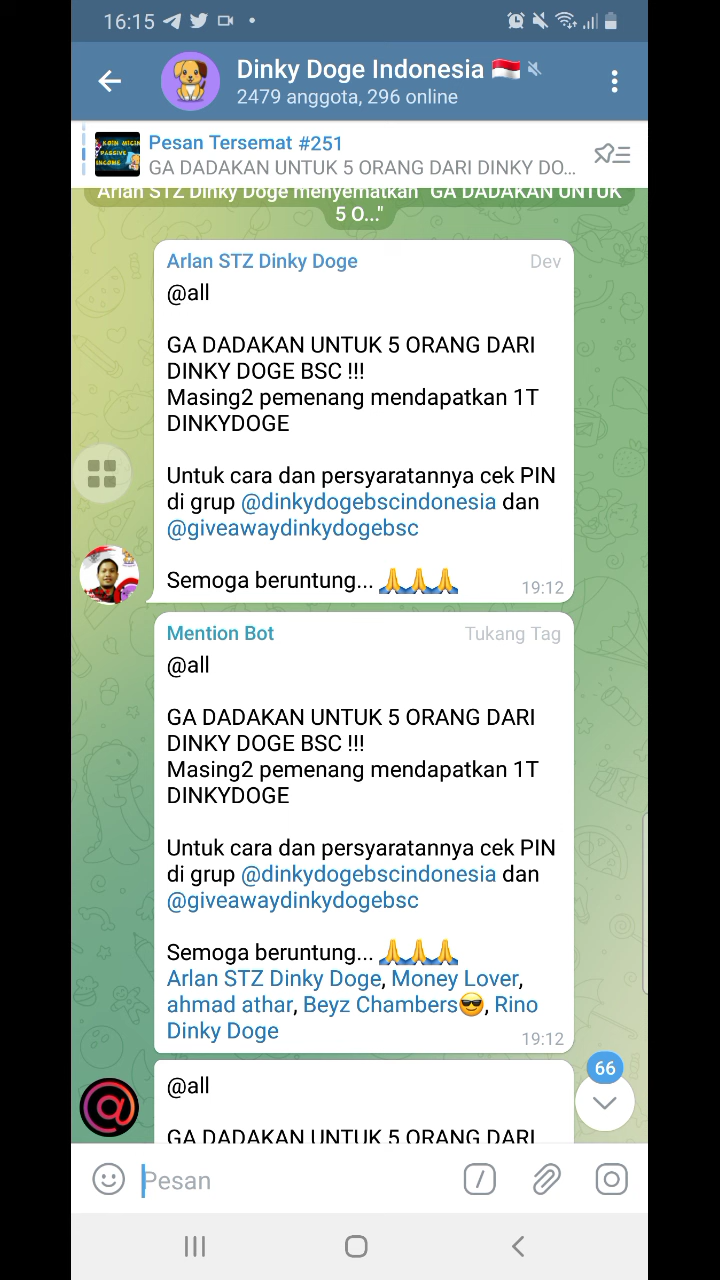 16:15
Dinky Doge Indonesia 🇮🇩
2479 anggota, 296 online
KOIN MICIN
PASSIVE
INCOME
Pesan Tersemat #251
GA DADAKAN UNTUK 5 ORANG DARI DINKY DO...
Arlan STZ Dinky Doge menyematkan "GA DADAKAN UNTUK
5 O..."
Arlan STZ Dinky Doge Dev
@all
GA DADAKAN UNTUK 5 ORANG DARI
DINKY DOGE BSC !!!
Masing2 pemenang mendapatkan 1T
DINKYDOGE
Untuk cara dan persyaratannya cek PIN
di grup @dinkydogebscindonesia dan
@giveawaydinkydogebsc
Semoga beruntung... 🙏🙏🙏 19:12
Mention Bot Tukang Tag
@all
GA DADAKAN UNTUK 5 ORANG DARI
DINKY DOGE BSC !!!
Masing2 pemenang mendapatkan 1T
DINKYDOGE
Untuk cara dan persyaratannya cek PIN
di grup @dinkydogebscindonesia dan
@giveawaydinkydogebsc
Semoga beruntung... 🙏🙏🙏
Arlan STZ Dinky Doge, Money Lover,
ahmad athar, Beyz Chambers😎, Rino
Dinky Doge 19:12
66
@all
GA DADAKAN UNTUK 5 ORANG DARI
Pesan